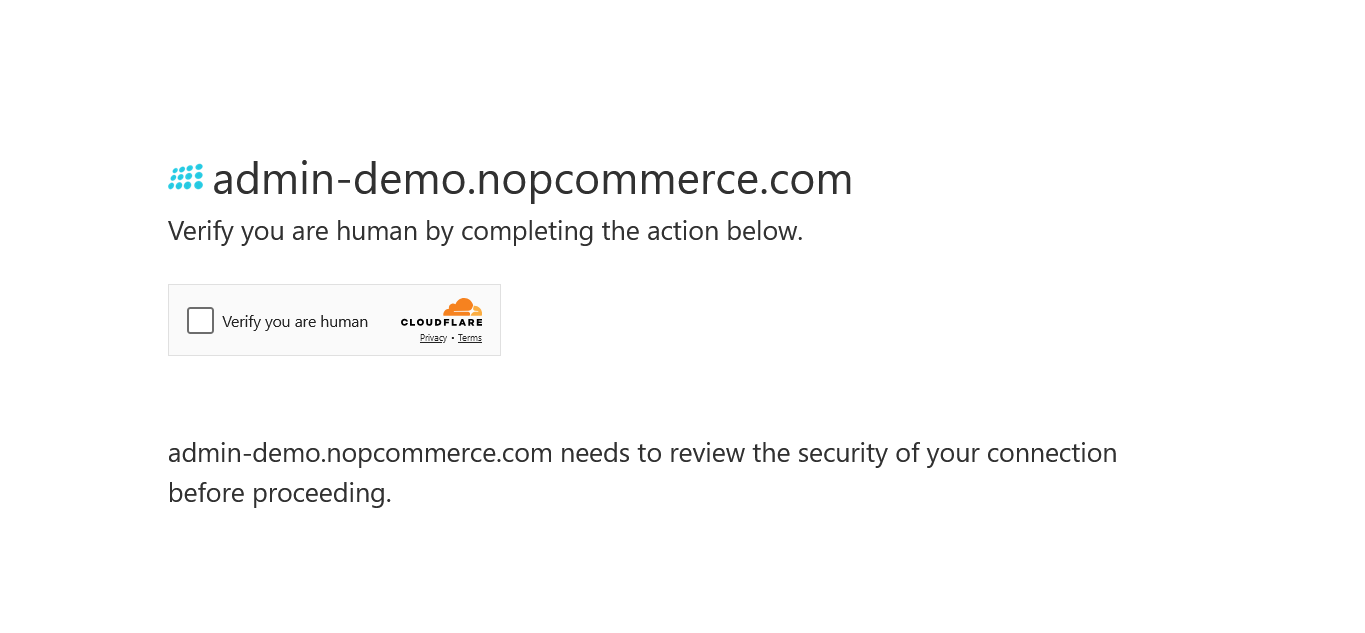 admin-demo.nopcommerce.com
Verify you are human by completing the action below.
Verify you are human
CLOUDFLARE
Privacy • Terms
admin-demo.nopcommerce.com needs to review the security of your connection
before proceeding.